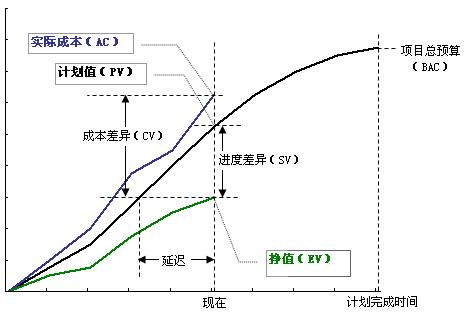 实际成本（AC）
计划值（PV）
项目总预算
（BAC）
成本差异（CV）
进度差异（SV）
延迟
挣值（EV）
现在
计划完成时间